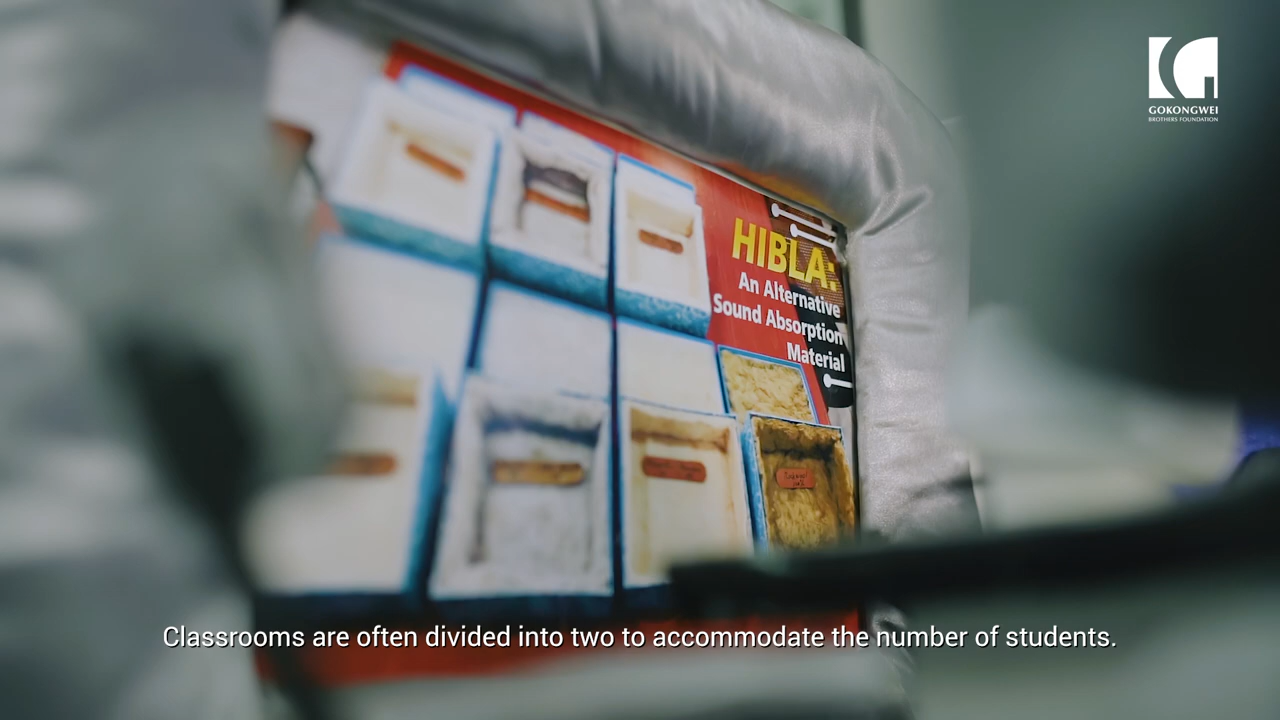 GOKONGWEI
BROTHERS FOUNDATION
HIBLA:
An Alternative
Sound Absorption
Material
Classrooms are often divided into two to accommodate the number of students.